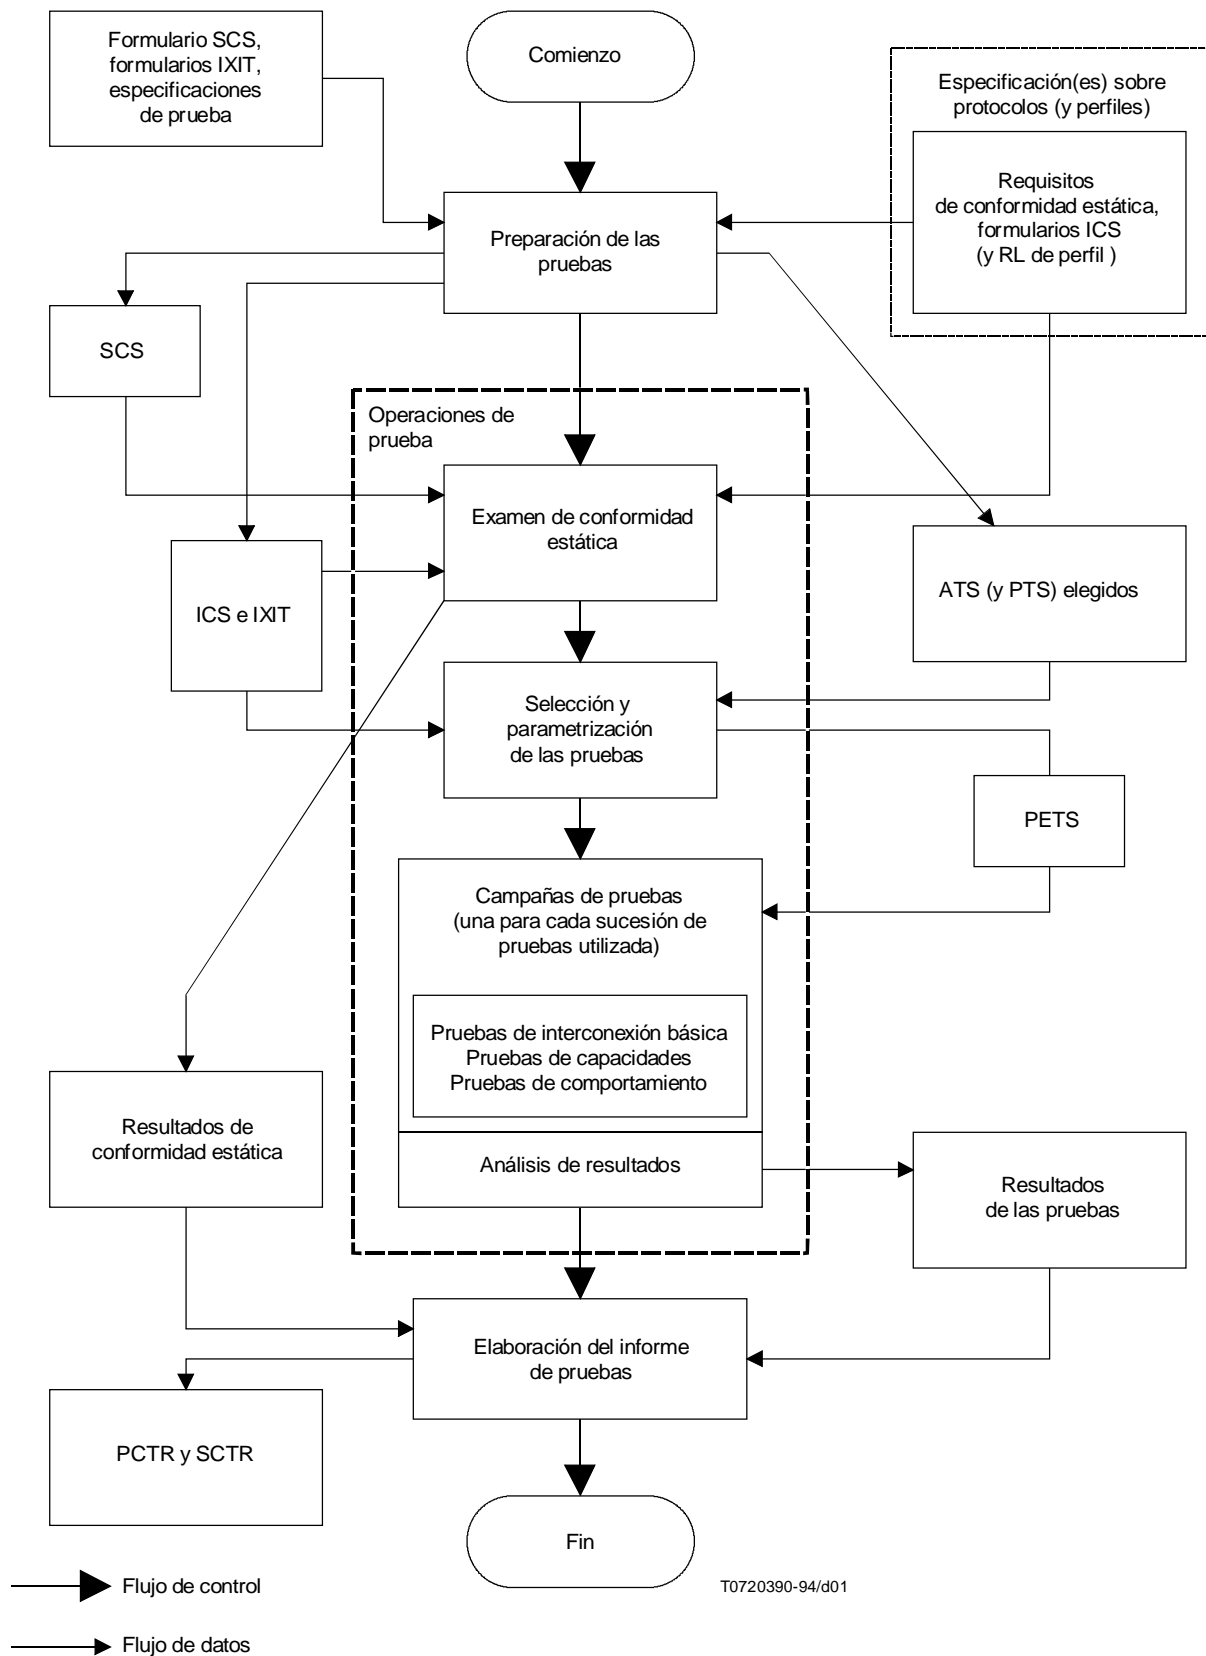 Formulario SCS,
formularios IXIT,
especificaciones
de prueba
Comienzo
Especificación(es) sobre
protocolos (y perfiles)
Requisitos
de conformidad estática,
formularios ICS
(y RL de perfil )
Preparación de las
pruebas
SCS
Operaciones de
prueba
Examen de conformidad
estática
ICS e IXIT
ATS (y PTS) elegidos
Selección y
parametrización
de las pruebas
PETS
Campañas de pruebas
(una para cada sucesión de
pruebas utilizada)
Pruebas de interconexión básica
Pruebas de capacidades
Pruebas de comportamiento
Resultados de
conformidad estática
Análisis de resultados
Resultados
de las pruebas
Elaboración del informe
de pruebas
PCTR y SCTR
Fin
Flujo de control
T0720390-94/d01
Flujo de datos